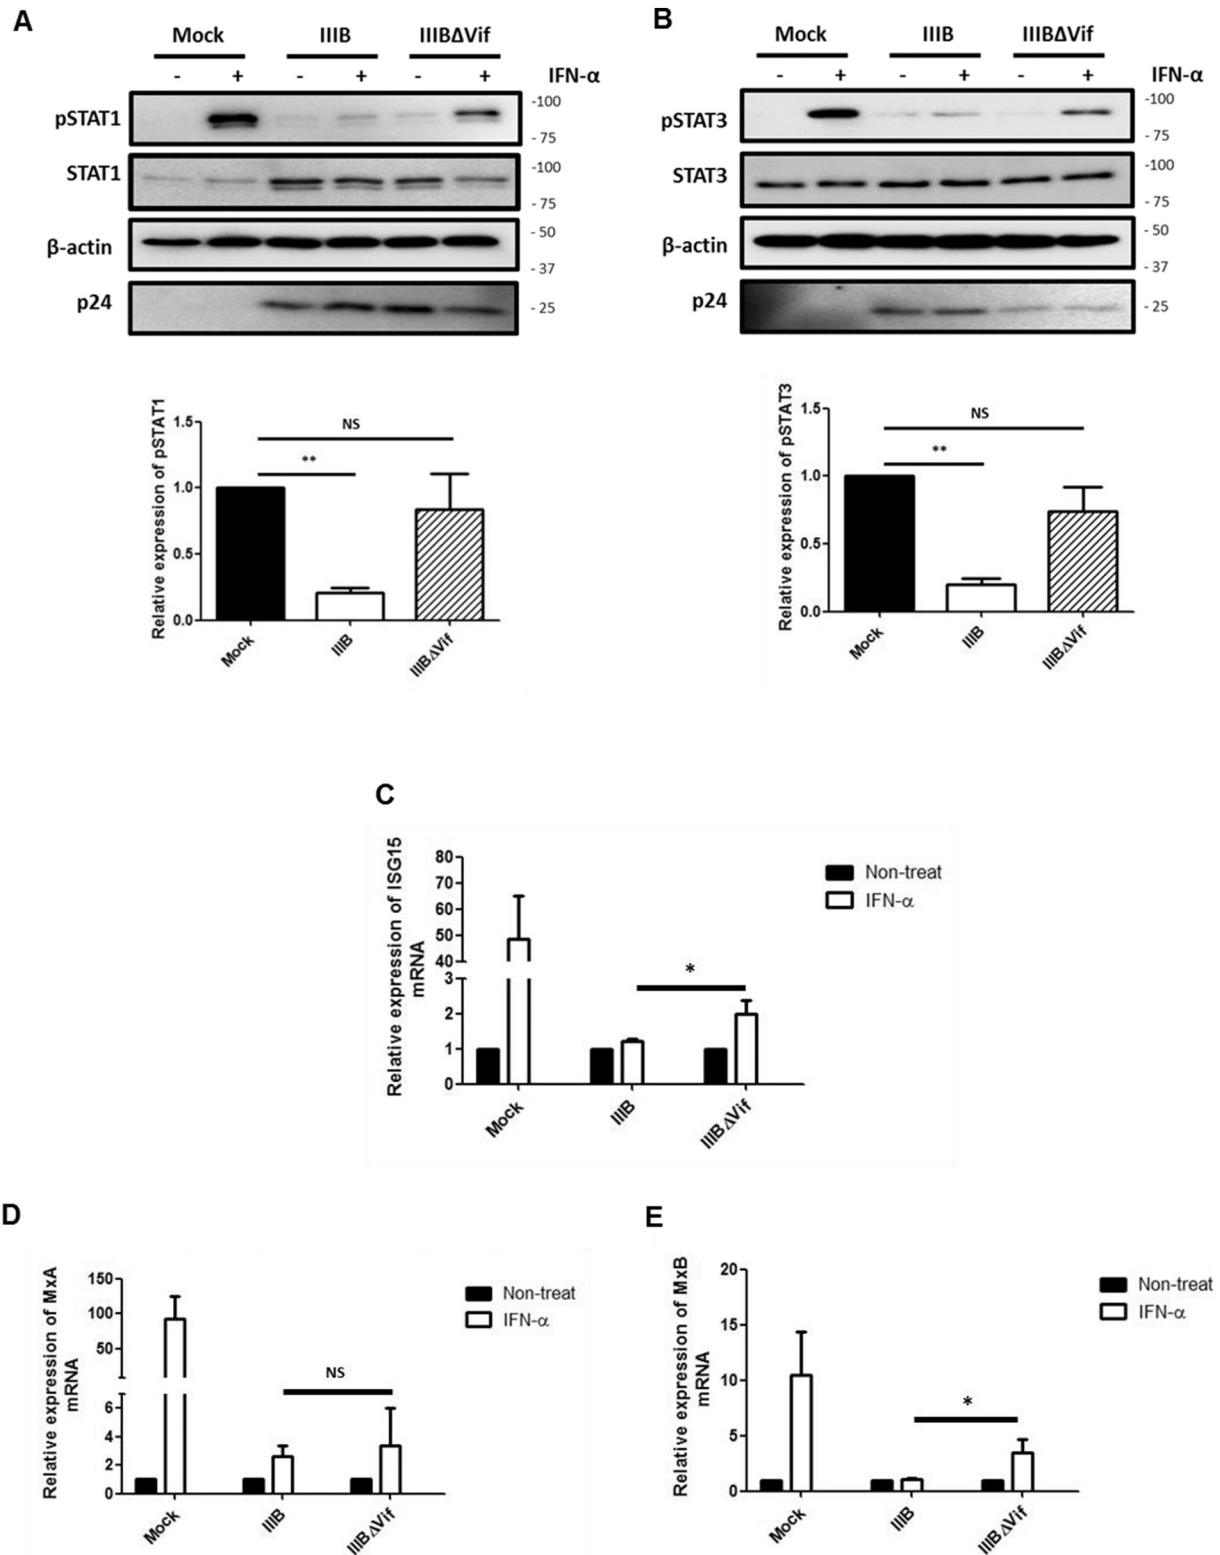 A
Mock IIIB IIIBΔVif
- + - + - + IFN-α
pSTAT1
-100
- 75
STAT1
-100
- 75
β-actin
- 50
- 37
p24
- 25
Relative expression of pSTAT1
1.5
1.0
0.5
0.0
NS
**
Mock IIIB IIIBΔVif
B
Mock IIIB IIIBΔVif
- + - + - + IFN-α
pSTAT3
-100
- 75
STAT3
-100
- 75
β-actin
- 50
- 37
p24
- 25
Relative expression of pSTAT3
1.5
1.0
0.5
0.0
NS
**
Mock IIIB IIIBΔVif
C
Relative expression of ISG15
mRNA
80
70
60
50
40
3
2
1
0
*
Mock IIIB IIIBΔVif
Non-treat
IFN-α
D
Relative expression of MxA
mRNA
150
100
50
6
4
2
0
NS
Mock IIIB IIIBΔVif
Non-treat
IFN-α
E
Relative expression of MxB
mRNA
20
15
10
5
0
*
Mock IIIB IIIBΔVif
Non-treat
IFN-α